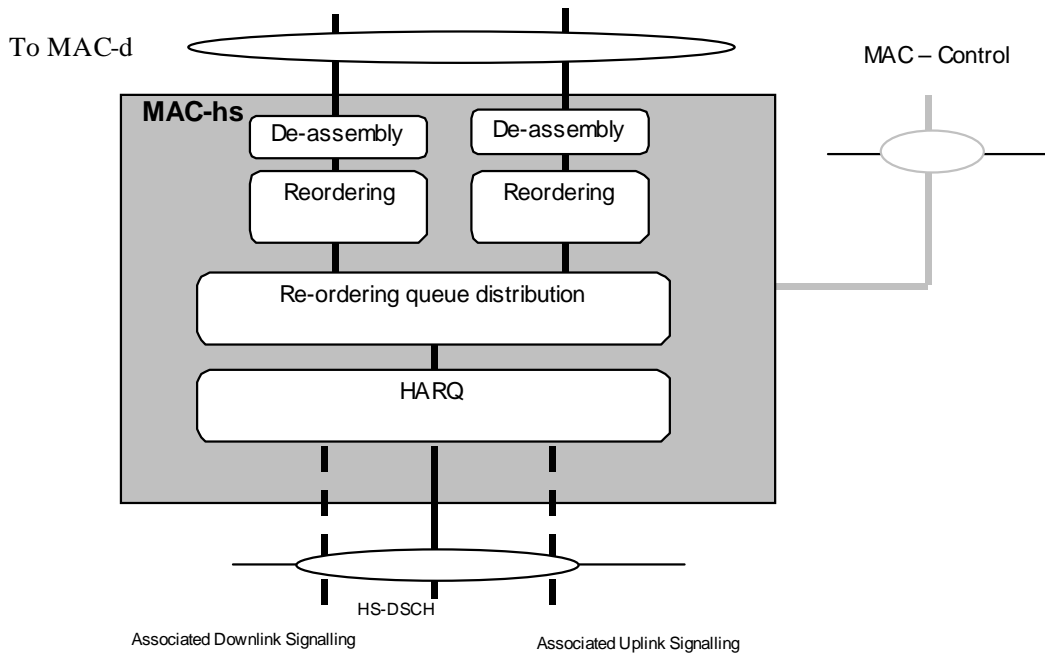 To MAC-d
MAC – Control
MAC-hs
De-assembly
De-assembly
Reordering
Reordering
Re-ordering queue distribution
HARQ
HS-DSCH
Associated Downlink Signalling
Associated Uplink Signalling